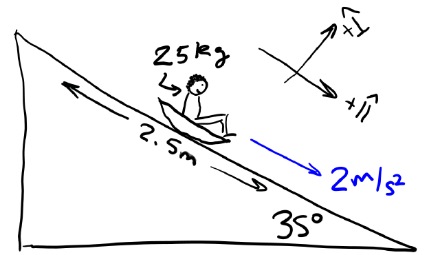 25kg
+⊥^
+||^
2.5m
2m/s²
35°